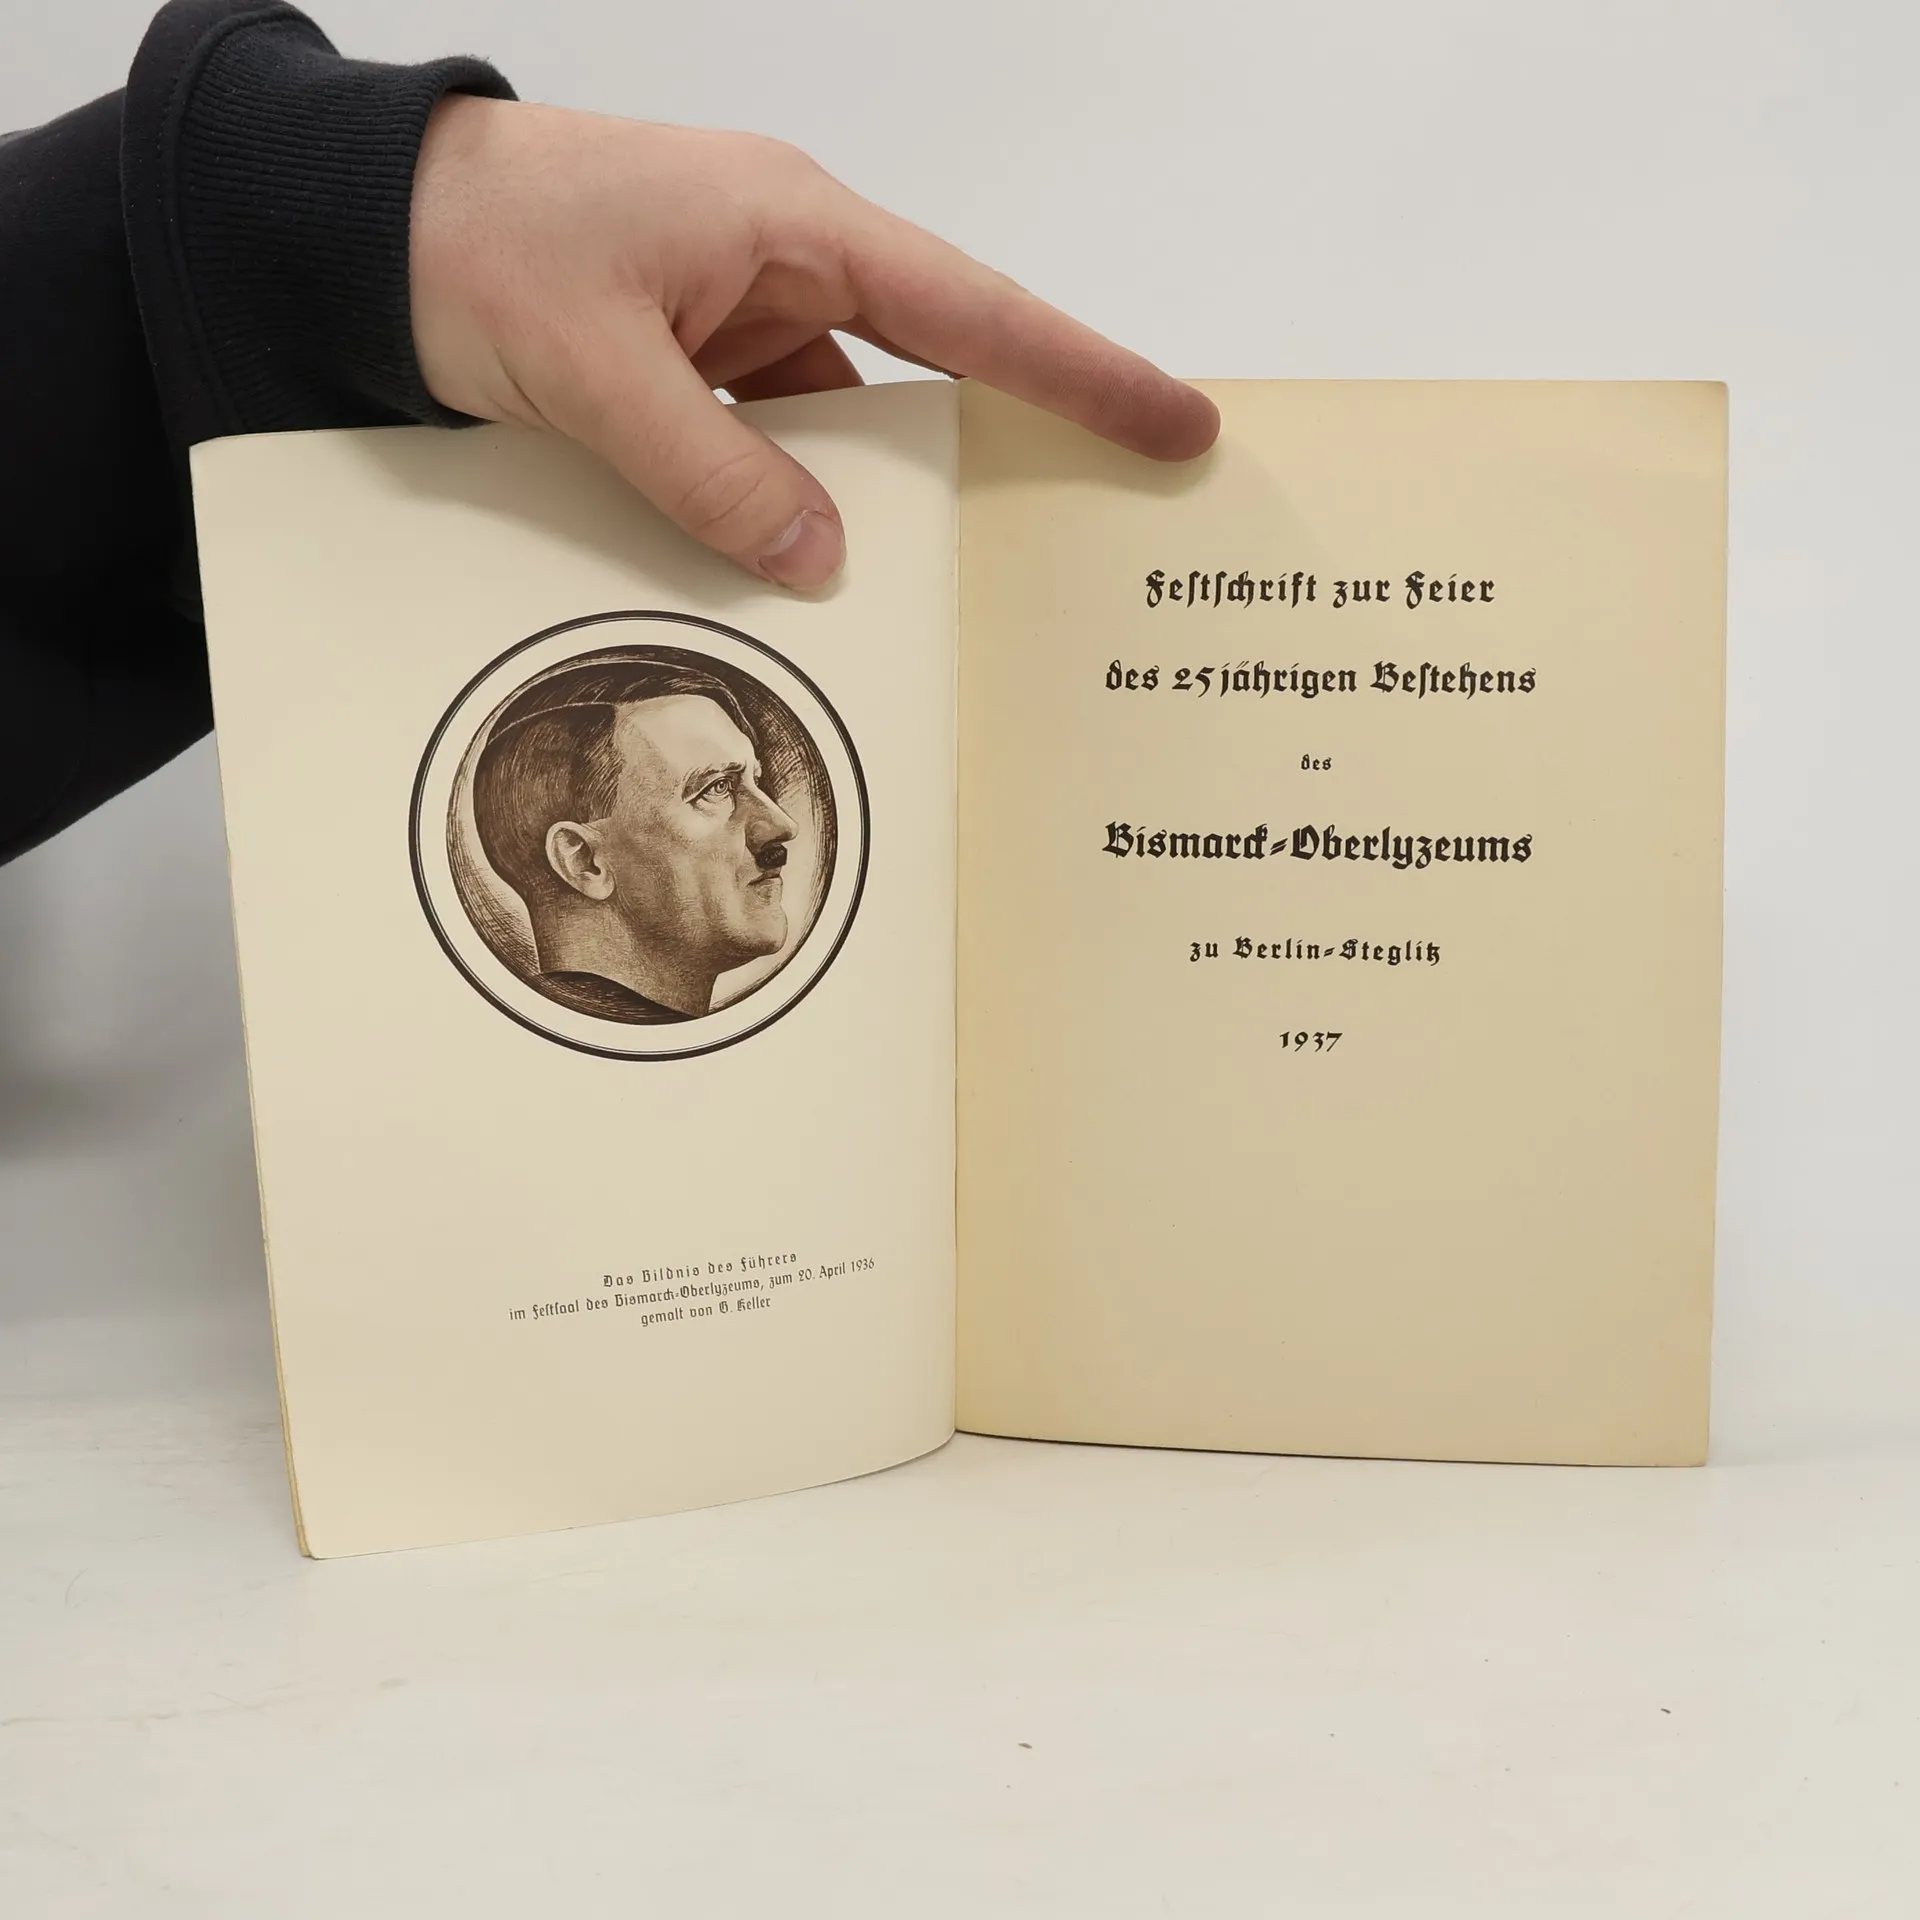 Das Bildnis des Führers
im Festsaal des Bismarck-Oberlyzeums, zum 20. April 1936
gemalt von G. Keller
Festschrift zur Feier
des 25jährigen Bestehens
des
Bismarck-Oberlyzeums
zu Berlin-Steglitz
1937